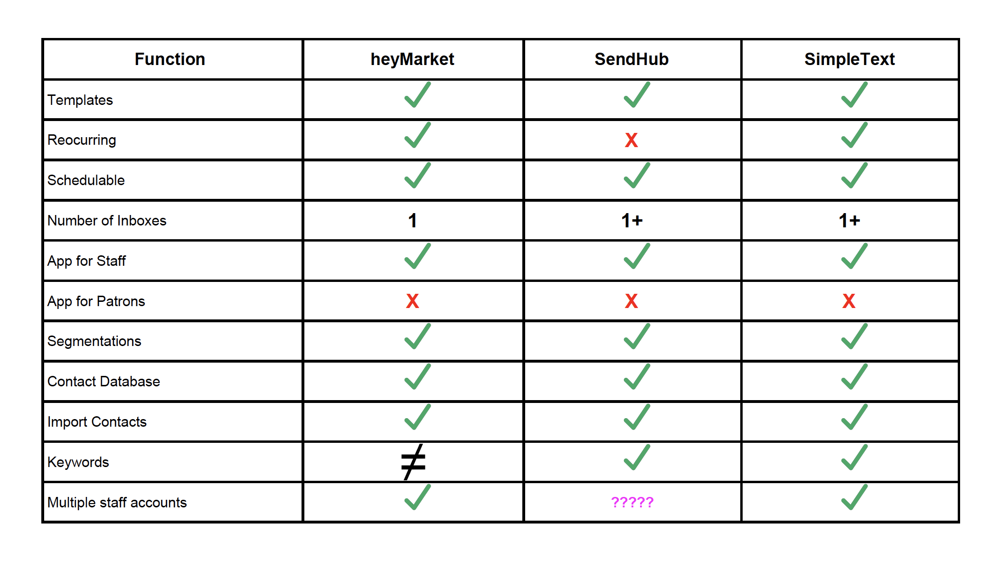 Function heyMarket SendHub SimpleText
Templates ✓ ✓ ✓
Reocurring ✓ X ✓
Schedulable ✓ ✓ ✓
Number of Inboxes 1 1+ 1+
App for Staff ✓ ✓ ✓
App for Patrons X X X
Segmentations ✓ ✓ ✓
Contact Database ✓ ✓ ✓
Import Contacts ✓ ✓ ✓
Keywords ≠ ✓ ✓
Multiple staff accounts ✓ ????? ✓